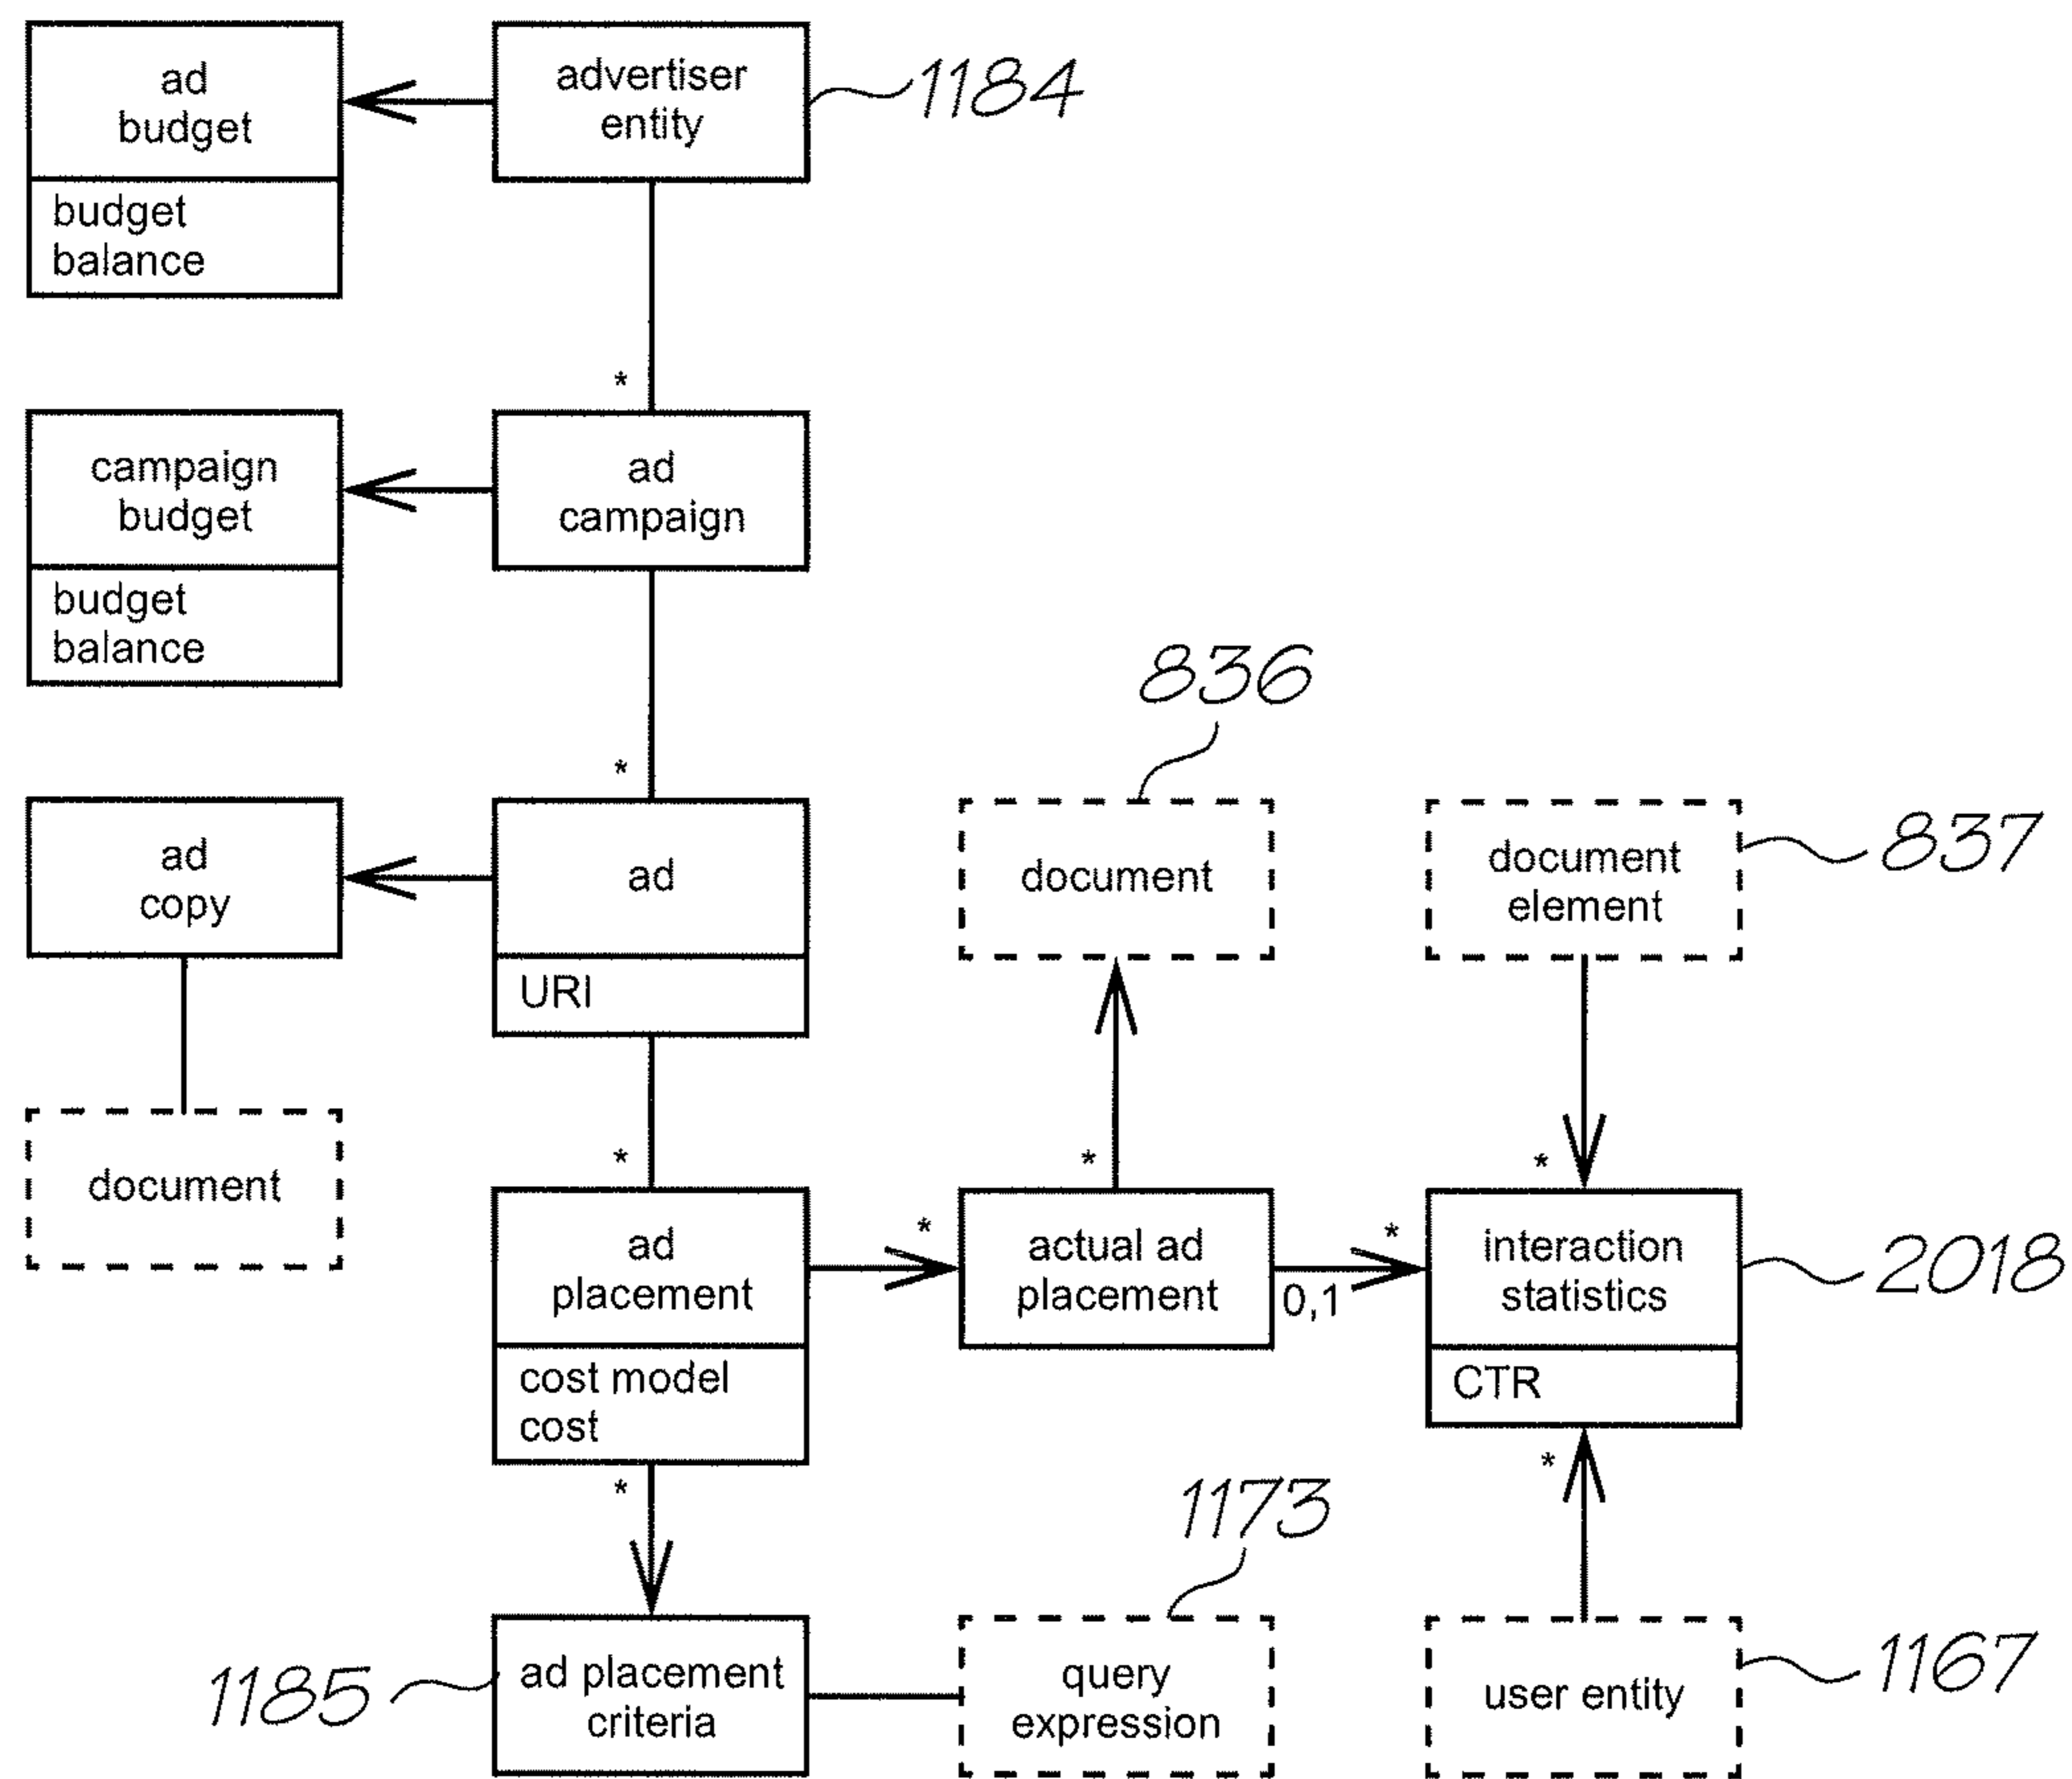 ad
budget
budget
balance
advertiser
entity
1184
*
campaign
budget
budget
balance
ad
campaign
*
836
ad
copy
ad
URI
document
document
element
837
document
*
*
*
ad
placement
cost model
cost
*
actual ad
placement
0,1
*
interaction
statistics
CTR
2018
*
*
1173
1185
ad placement
criteria
query
expression
user entity
1167